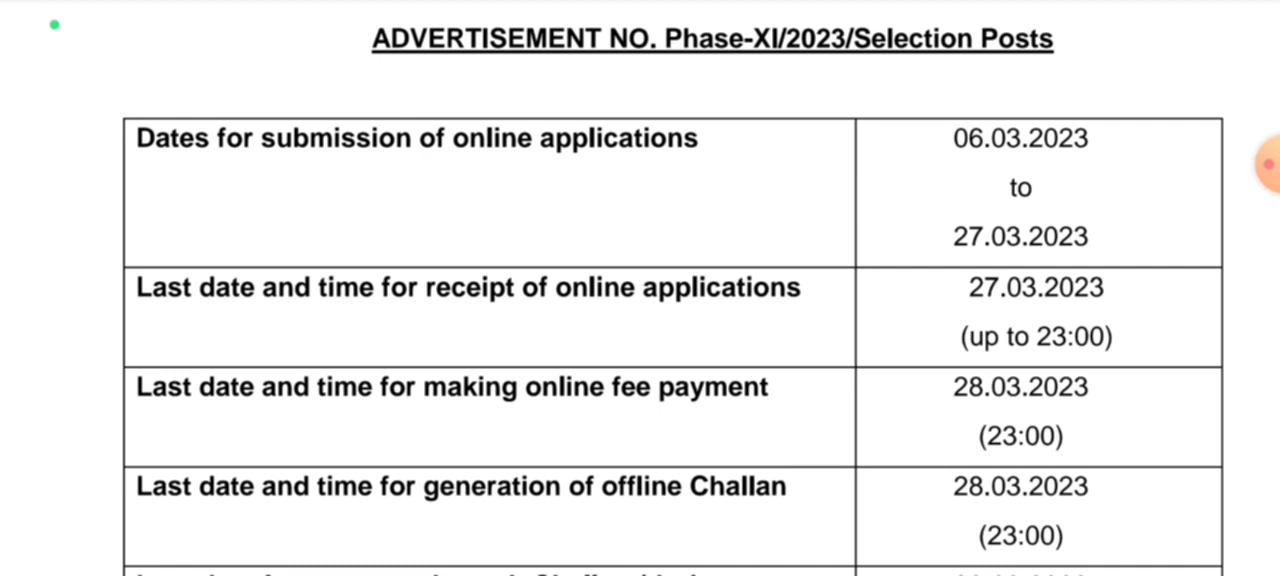 ADVERTISEMENT NO. Phase-XI/2023/Selection Posts
Dates for submission of online applications
06.03.2023
to
27.03.2023
Last date and time for receipt of online applications
27.03.2023
(up to 23:00)
Last date and time for making online fee payment
28.03.2023
(23:00)
Last date and time for generation of offline Challan
28.03.2023
(23:00)